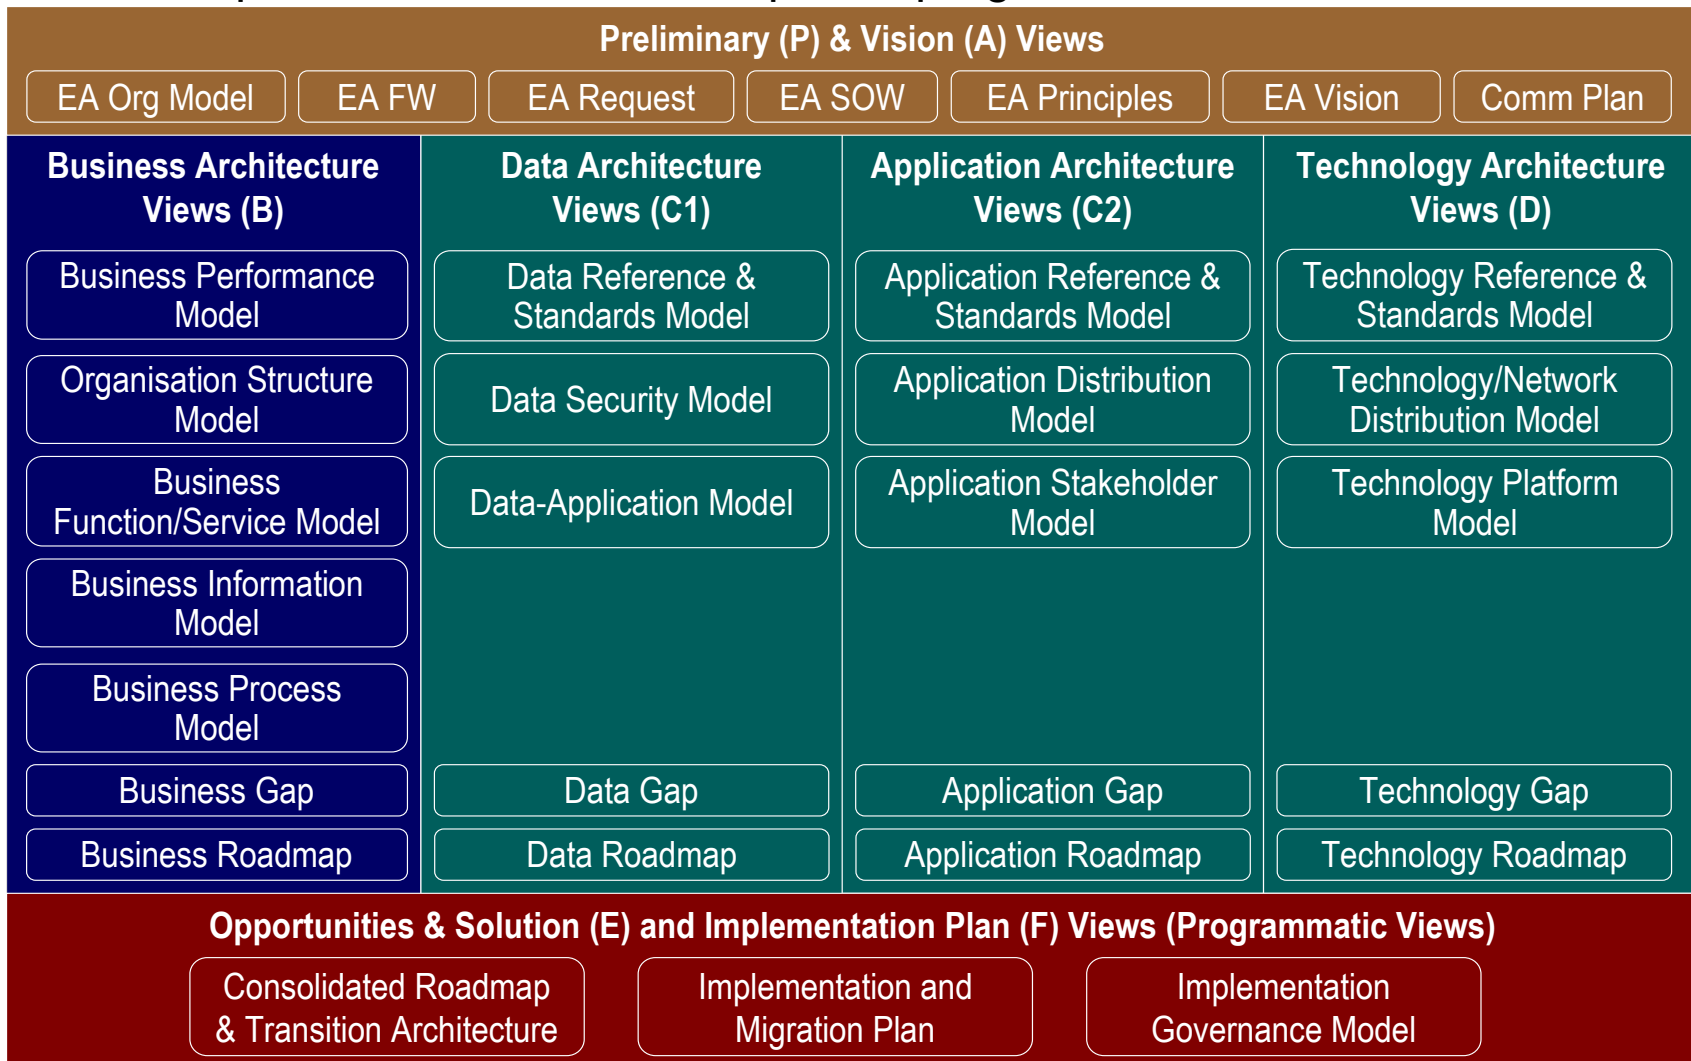 Preliminary (P) & Vision (A) Views
EA Org Model
EA FW
EA Request
EA SOW
EA Principles
EA Vision
Comm Plan
Business Architecture
Views (B)
Business Performance
Model
Organisation Structure
Model
Business
Function/Service Model
Business Information
Model
Business Process
Model
Business Gap
Business Roadmap
Data Architecture
Views (C1)
Data Reference &
Standards Model
Data Security Model
Data-Application Model
Data Gap
Data Roadmap
Application Architecture
Views (C2)
Application Reference &
Standards Model
Application Distribution
Model
Application Stakeholder
Model
Application Gap
Application Roadmap
Technology Architecture
Views (D)
Technology Reference &
Standards Model
Technology/Network
Distribution Model
Technology Platform
Model
Technology Gap
Technology Roadmap
Opportunities & Solution (E) and Implementation Plan (F) Views (Programmatic Views)
Consolidated Roadmap
& Transition Architecture
Implementation and
Migration Plan
Implementation
Governance Model